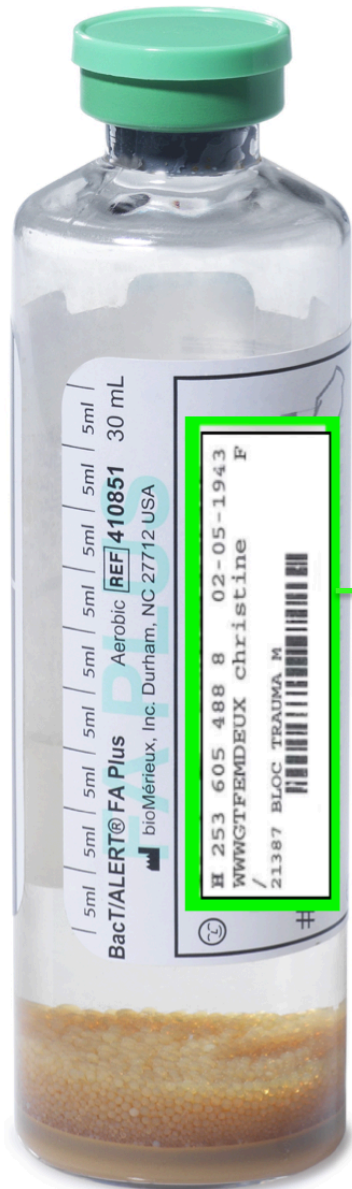 5ml 5ml 5ml 5ml 5ml 5ml 5ml
BacT/ALERT® FA Plus Aerobic REF 410851 30 mL
bioMérieux, Inc. Durham, NC 27712 USA
FA PLUS
H 253 605 488 8 02-05-1943
WWWGTFEMDEUX christine F
/
21387 BLOC TRAUMA M
#